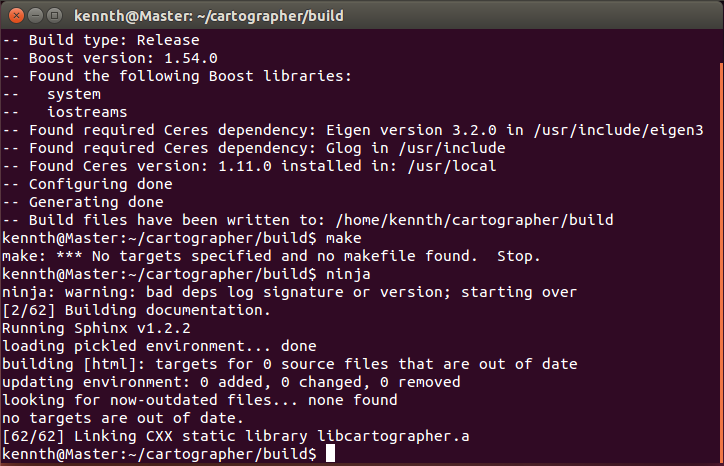 kennth@Master: ~/cartographer/build
-- Build type: Release
-- Boost version: 1.54.0
-- Found the following Boost libraries:
--   system
--   iostreams
-- Found required Ceres dependency: Eigen version 3.2.0 in /usr/include/eigen3
-- Found required Ceres dependency: Glog in /usr/include
-- Found Ceres version: 1.11.0 installed in: /usr/local
-- Configuring done
-- Generating done
-- Build files have been written to: /home/kennth/cartographer/build
kennth@Master:~/cartographer/build$ make
make: *** No targets specified and no makefile found.  Stop.
kennth@Master:~/cartographer/build$ ninja
ninja: warning: bad deps log signature or version; starting over
[2/62] Building documentation.
Running Sphinx v1.2.2
loading pickled environment... done
building [html]: targets for 0 source files that are out of date
updating environment: 0 added, 0 changed, 0 removed
looking for now-outdated files... none found
no targets are out of date.
[62/62] Linking CXX static library libcartographer.a
kennth@Master:~/cartographer/build$